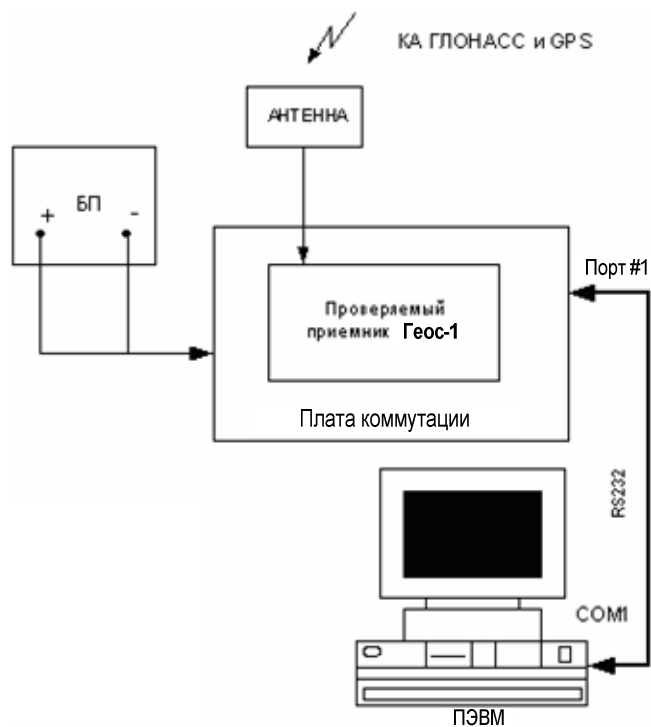 КА ГЛОНАСС и GPS
АНТЕННА
БП
+ -
Порт #1
Проверяемый
приемник Геос-1
Плата коммутации
RS232
COM1
ПЭВМ